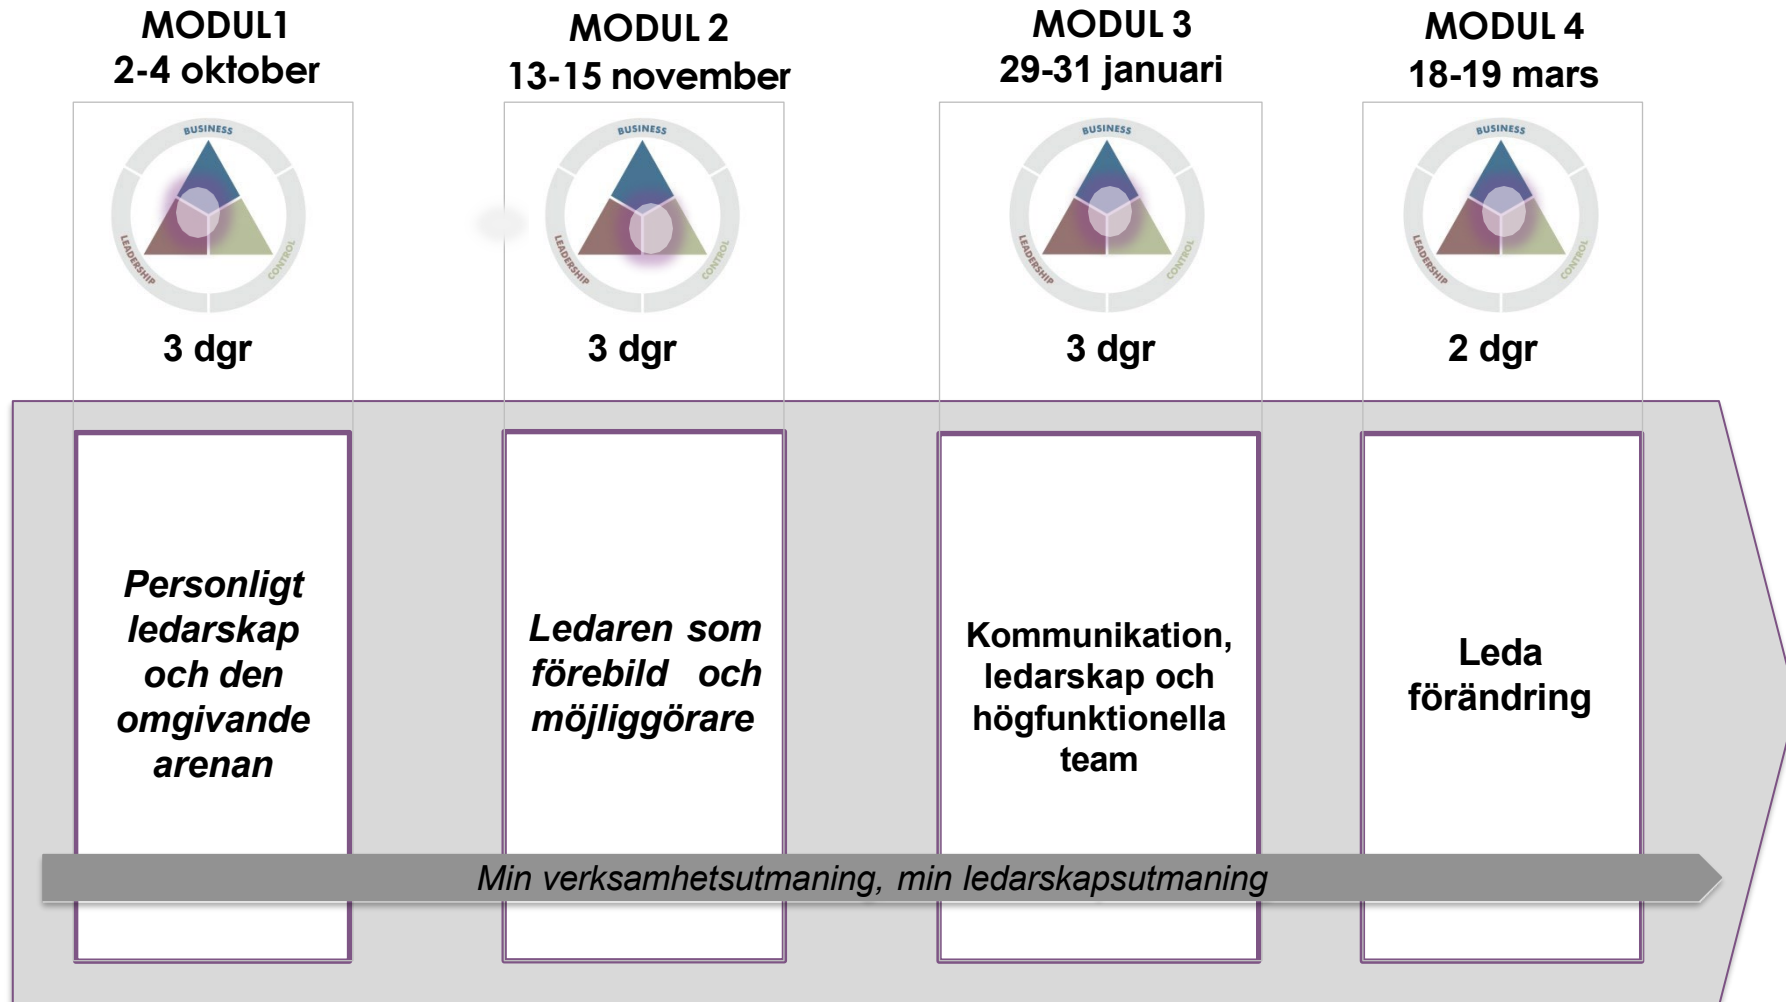 MODUL1
2-4 oktober
BUSINESS
LEADERSHIP
CONTROL
3 dgr
Personligt
ledarskap
och den
omgivande
arenan
MODUL 2
13-15 november
BUSINESS
LEADERSHIP
CONTROL
3 dgr
Ledaren som
förebild och
möjliggörare
MODUL 3
29-31 januari
BUSINESS
LEADERSHIP
CONTROL
3 dgr
Kommunikation,
ledarskap och
högfunktionella
team
MODUL 4
18-19 mars
BUSINESS
LEADERSHIP
CONTROL
2 dgr
Leda
förändring
Min verksamhetsutmaning, min ledarskapsutmaning